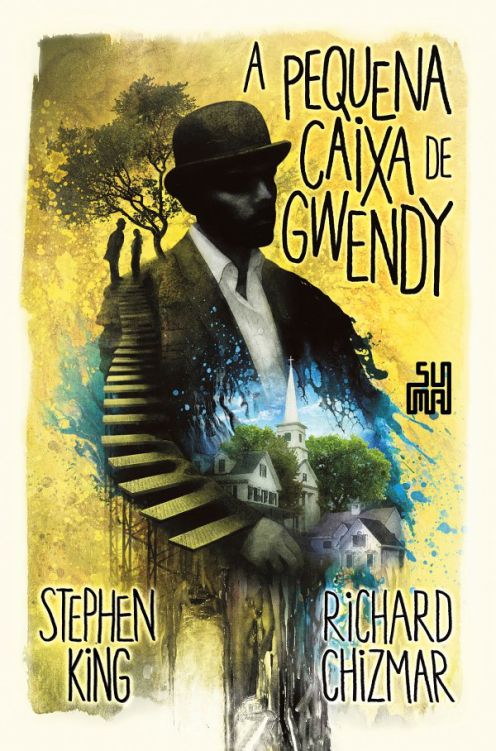 A PEQUENA
CAIXA DE
GWENDY
SU
MA
STEPHEN
KING
RICHARD
CHIZMAR